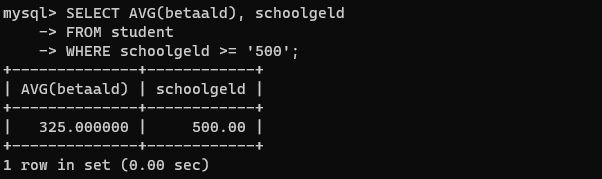 mysql> SELECT AVG(betaald), schoolgeld
    -> FROM student
    -> WHERE schoolgeld >= '500';
+--------------+------------+
| AVG(betaald) | schoolgeld |
+--------------+------------+
|   325.000000 |     500.00 |
+--------------+------------+
1 row in set (0.00 sec)